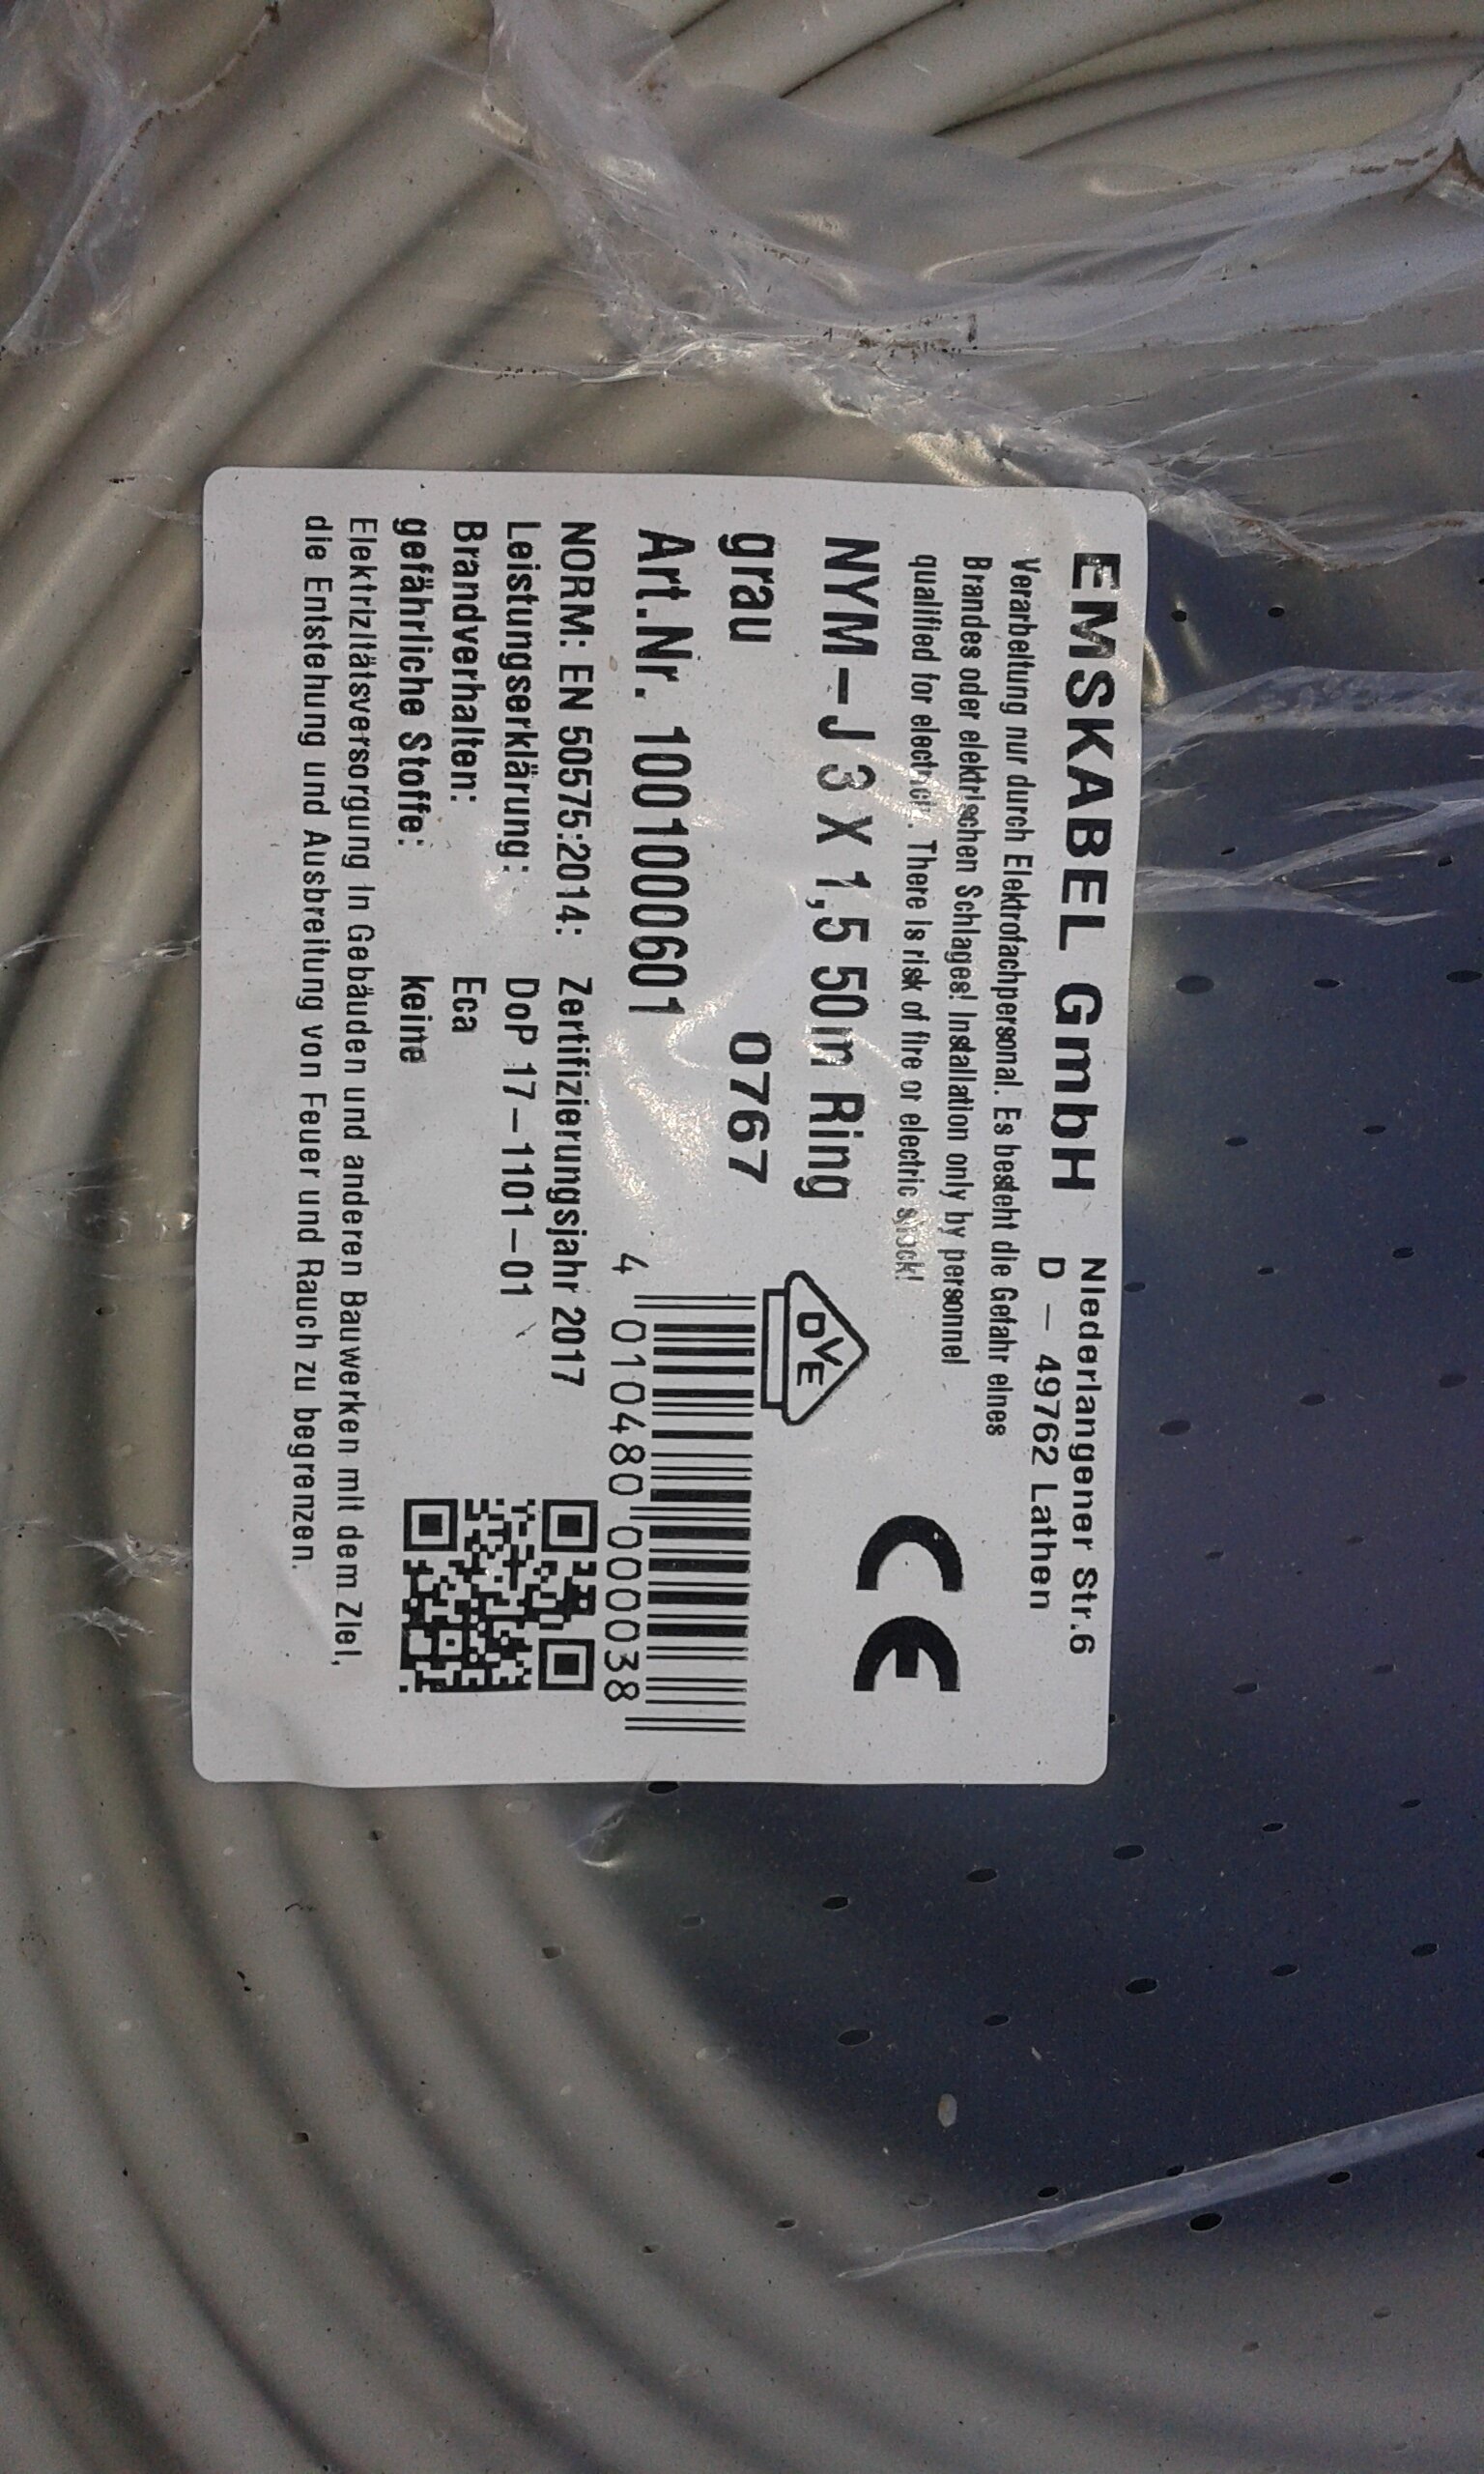 EMSKABEL GmbH
Niederlangener Str.6
D - 49762 Lathen
Verarbeitung nur durch Elektrofachpersonal. Es besteht die Gefahr eines
Brandes oder elektrischen Schlages! Installation only by personnel
qualified for electrich. There is risk of fire or electric shock!
NYM-J 3 X 1,5 50m Ring
grau
0767
DVE
CE
Art.Nr. 1001000601
4 010480 000038
NORM: EN 50575:2014: Zertifizierungsjahr 2017
Leistungserklärung: DoP 17-1101-01
Brandverhalten: Eca
gefährliche Stoffe: keine
Elektrizitätsversorgung in Gebäuden und anderen Bauwerken mit dem Ziel,
die Entstehung und Ausbreitung von Feuer und Rauch zu begrenzen.